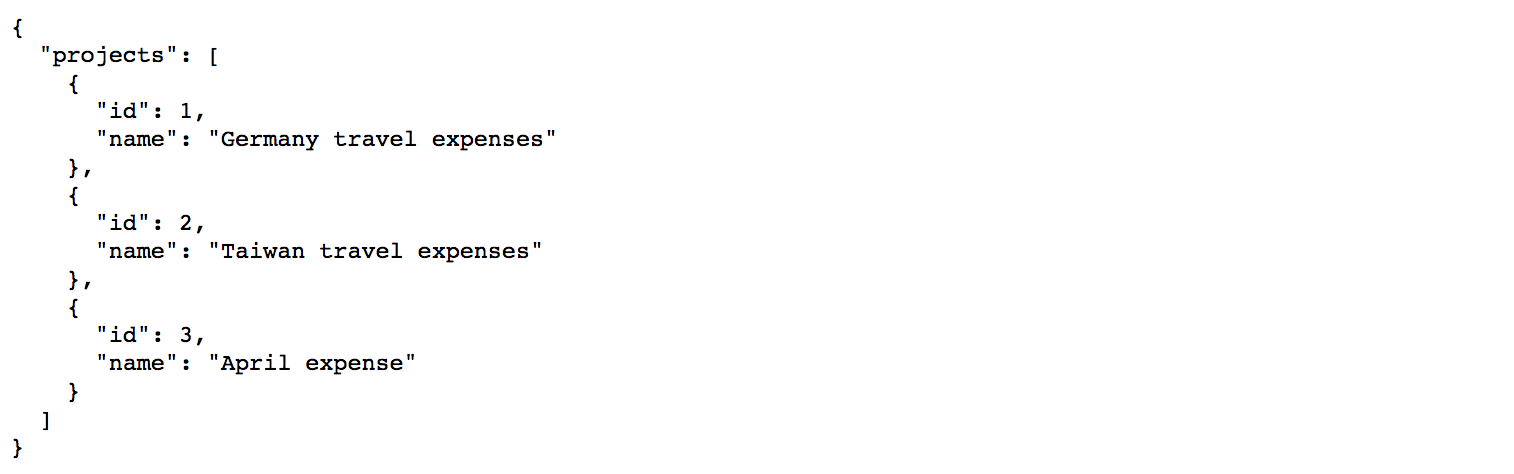 {
  "projects": [
    {
      "id": 1,
      "name": "Germany travel expenses"
    },
    {
      "id": 2,
      "name": "Taiwan travel expenses"
    },
    {
      "id": 3,
      "name": "April expense"
    }
  ]
}